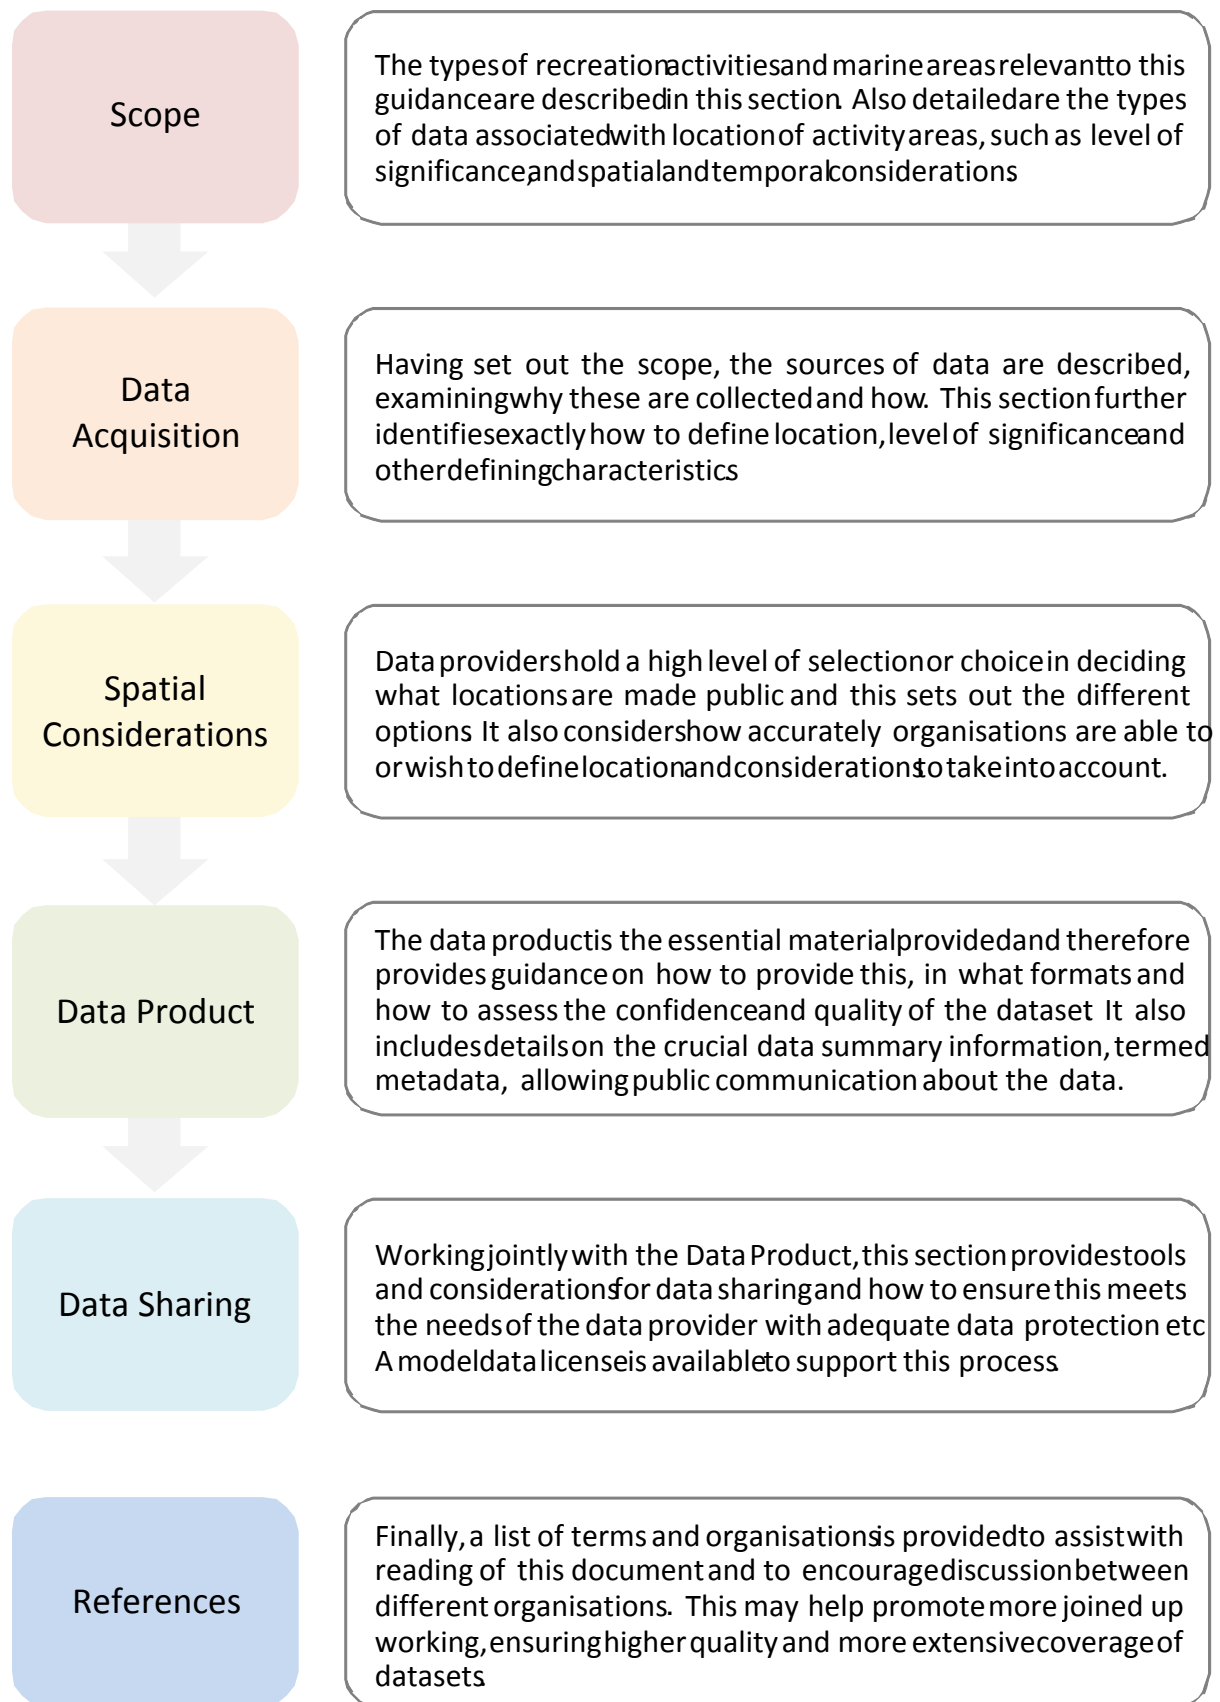 Scope
The types of recreation activities and marine areas relevant to this
guidance are described in this section. Also detailed are the types
of data associated with location of activity areas, such as level of
significance, and spatial and temporal considerations.
Data
Acquisition
Having set out the scope, the sources of data are described,
examining why these are collected and how. This section further
identifies exactly how to define location, level of significance and
other defining characteristics.
Spatial
Considerations
Data providers hold a high level of selection or choice in deciding
what locations are made public and this sets out the different
options. It also considers how accurately organisations are able to
or wish to define location and considerations to take into account.
Data Product
The data product is the essential material provided and therefore
provides guidance on how to provide this, in what formats and
how to assess the confidence and quality of the dataset. It also
includes details on the crucial data summary information, termed
metadata, allowing public communication about the data.
Data Sharing
Working jointly with the Data Product, this section provides tools
and considerations for data sharing and how to ensure this meets
the needs of the data provider with adequate data protection etc.
A model data license is available to support this process.
References
Finally, a list of terms and organisations is provided to assist with
reading of this document and to encourage discussion between
different organisations. This may help promote more joined up
working, ensuring higher quality and more extensive coverage of
datasets.